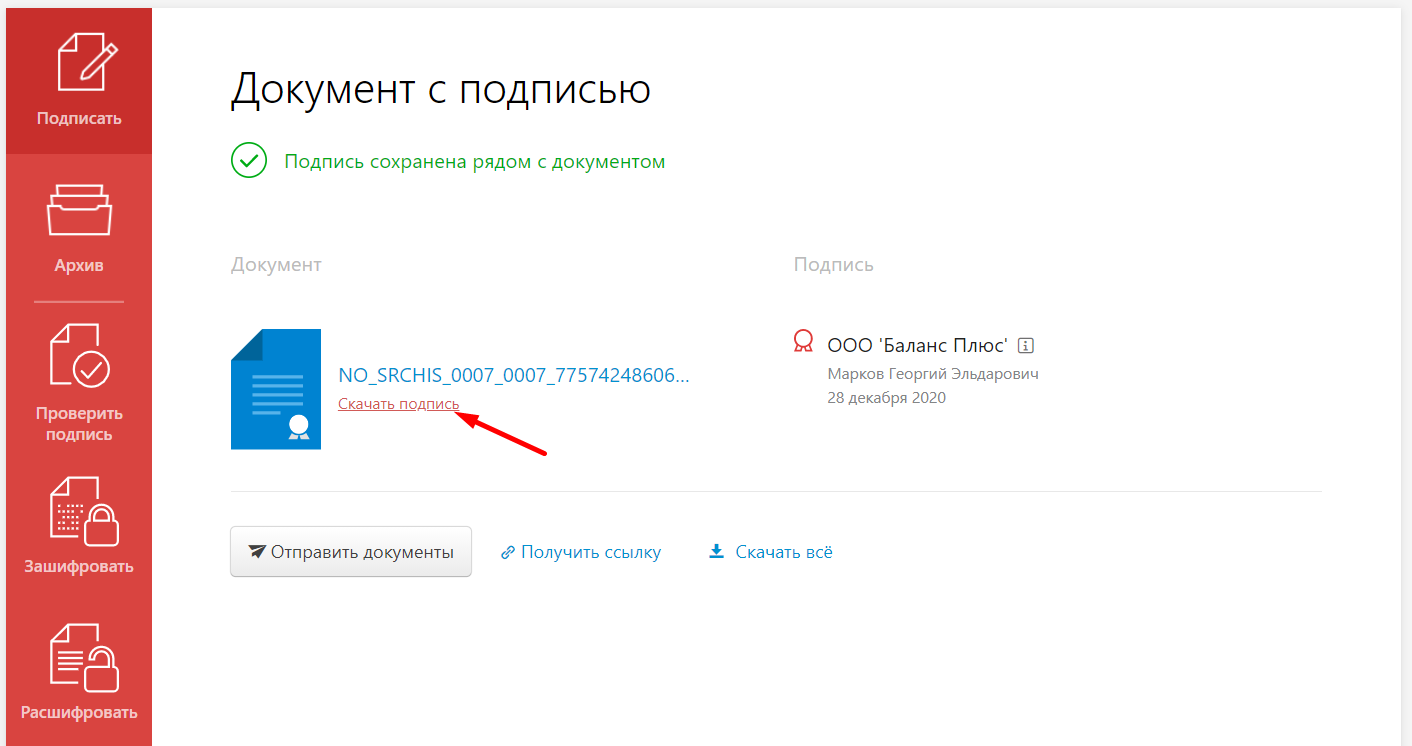 Подписать
Архив
Проверить
подпись
Зашифровать
Расшифровать
Документ с подписью
Подпись сохранена рядом с документом
Документ
NO_SRCHIS_0007_0007_77574248606...
Скачать подпись
Подпись
ООО 'Баланс Плюс'
Марков Георгий Эльдарович
28 декабря 2020
Отправить документы
Получить ссылку
Скачать всё